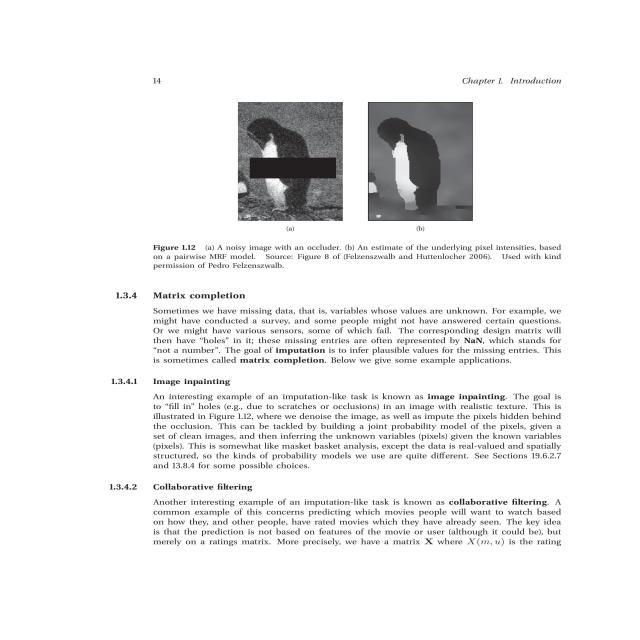 14
Chapter 1. Introduction
(a)
(b)
Figure 1.12 (a) A noisy image with an occluder. (b) An estimate of the underlying pixel intensities, based
on a pairwise MRF model. Source: Figure 8 of (Felzenszwalb and Huttenlocher 2006). Used with kind
permission of Pedro Felzenszwalb.
1.3.4 Matrix completion
Sometimes we have missing data, that is, variables whose values are unknown. For example, we
might have conducted a survey, and some people might not have answered certain questions.
Or we might have various sensors, some of which fail. The corresponding design matrix will
then have “holes” in it; these missing entries are often represented by NaN, which stands for
“not a number”. The goal of imputation is to infer plausible values for the missing entries. This
is sometimes called matrix completion. Below we give some example applications.
1.3.4.1 Image inpainting
An interesting example of an imputation-like task is known as image inpainting. The goal is
to “fill in” holes (e.g., due to scratches or occlusions) in an image with realistic texture. This is
illustrated in Figure 1.12, where we denoise the image, as well as impute the pixels hidden behind
the occlusion. This can be tackled by building a joint probability model of the pixels, given a
set of clean images, and then inferring the unknown variables (pixels) given the known variables
(pixels). This is somewhat like masket basket analysis, except the data is real-valued and spatially
structured, so the kinds of probability models we use are quite different. See Sections 19.6.2.7
and 13.8.4 for some possible choices.
1.3.4.2 Collaborative filtering
Another interesting example of an imputation-like task is known as collaborative filtering. A
common example of this concerns predicting which movies people will want to watch based
on how they, and other people, have rated movies which they have already seen. The key idea
is that the prediction is not based on features of the movie or user (although it could be), but
merely on a ratings matrix. More precisely, we have a matrix X where X(m, u) is the rating